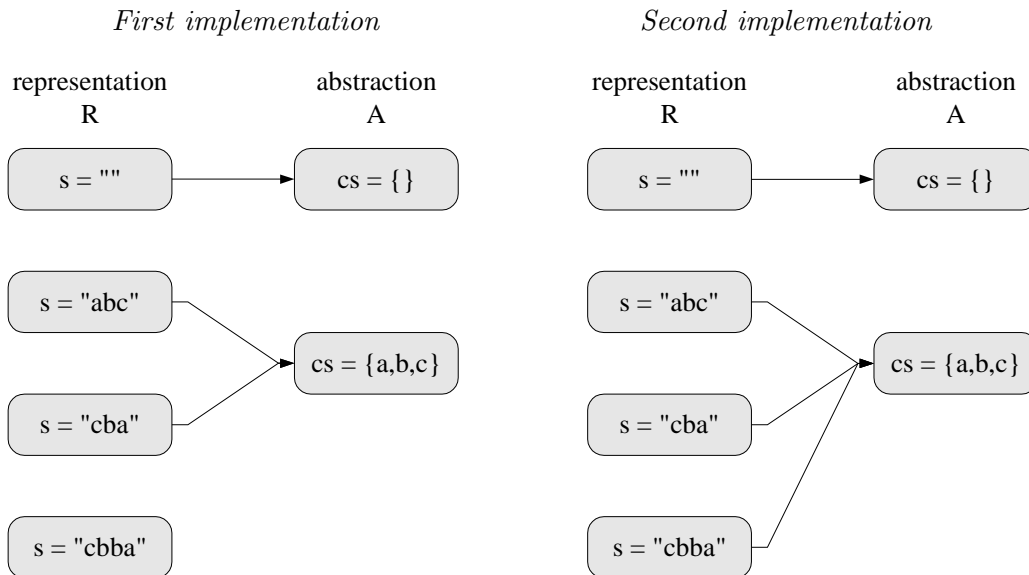 First implementation
representation
R
abstraction
A
s = ""
cs = {}
s = "abc"
cs = {a,b,c}
s = "cba"
s = "cbba"
Second implementation
representation
R
abstraction
A
s = ""
cs = {}
s = "abc"
cs = {a,b,c}
s = "cba"
s = "cbba"